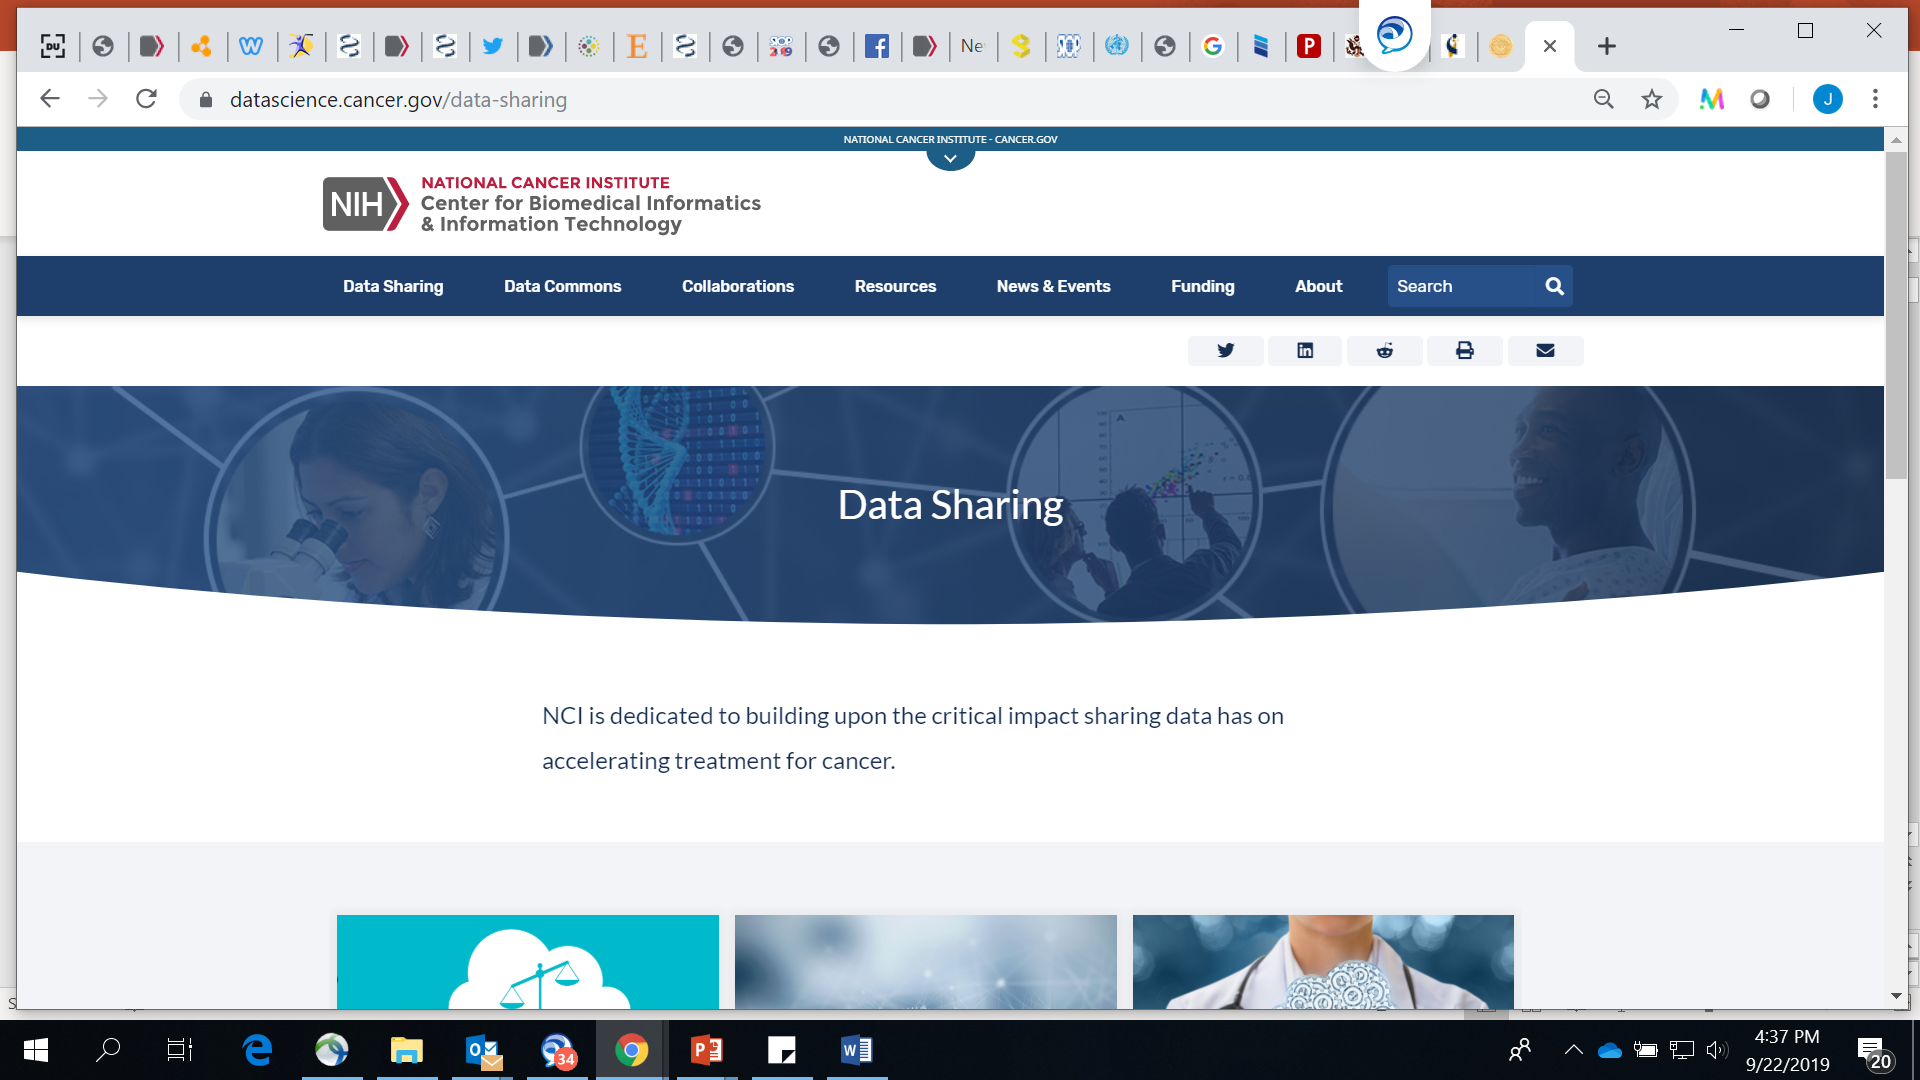 DU
Ne
P
datascience.cancer.gov/data-sharing
J
NATIONAL CANCER INSTITUTE - CANCER.GOV
NIH
NATIONAL CANCER INSTITUTE
Center for Biomedical Informatics
& Information Technology
Data Sharing Data Commons Collaborations Resources News & Events Funding About Search
Data Sharing
NCI is dedicated to building upon the critical impact sharing data has on
accelerating treatment for cancer.
34
4:37 PM
9/22/2019
20